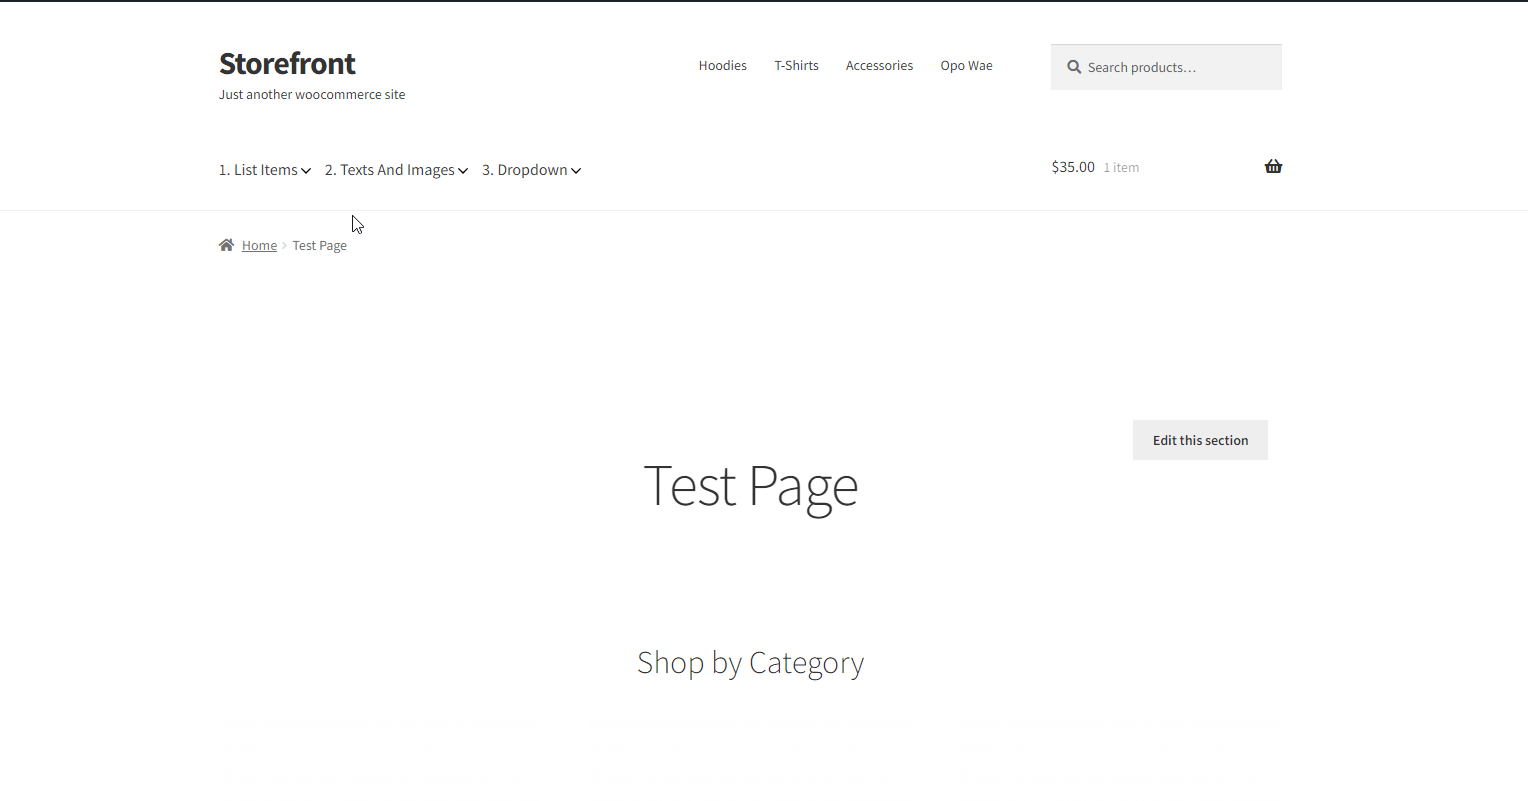 Storefront
Just another woocommerce site
Hoodies T-Shirts Accessories Opo Wae
Search products…
1. List Items 2. Texts And Images 3. Dropdown
$35.00 1 item
Home Test Page
Edit this section
Test Page
Shop by Category